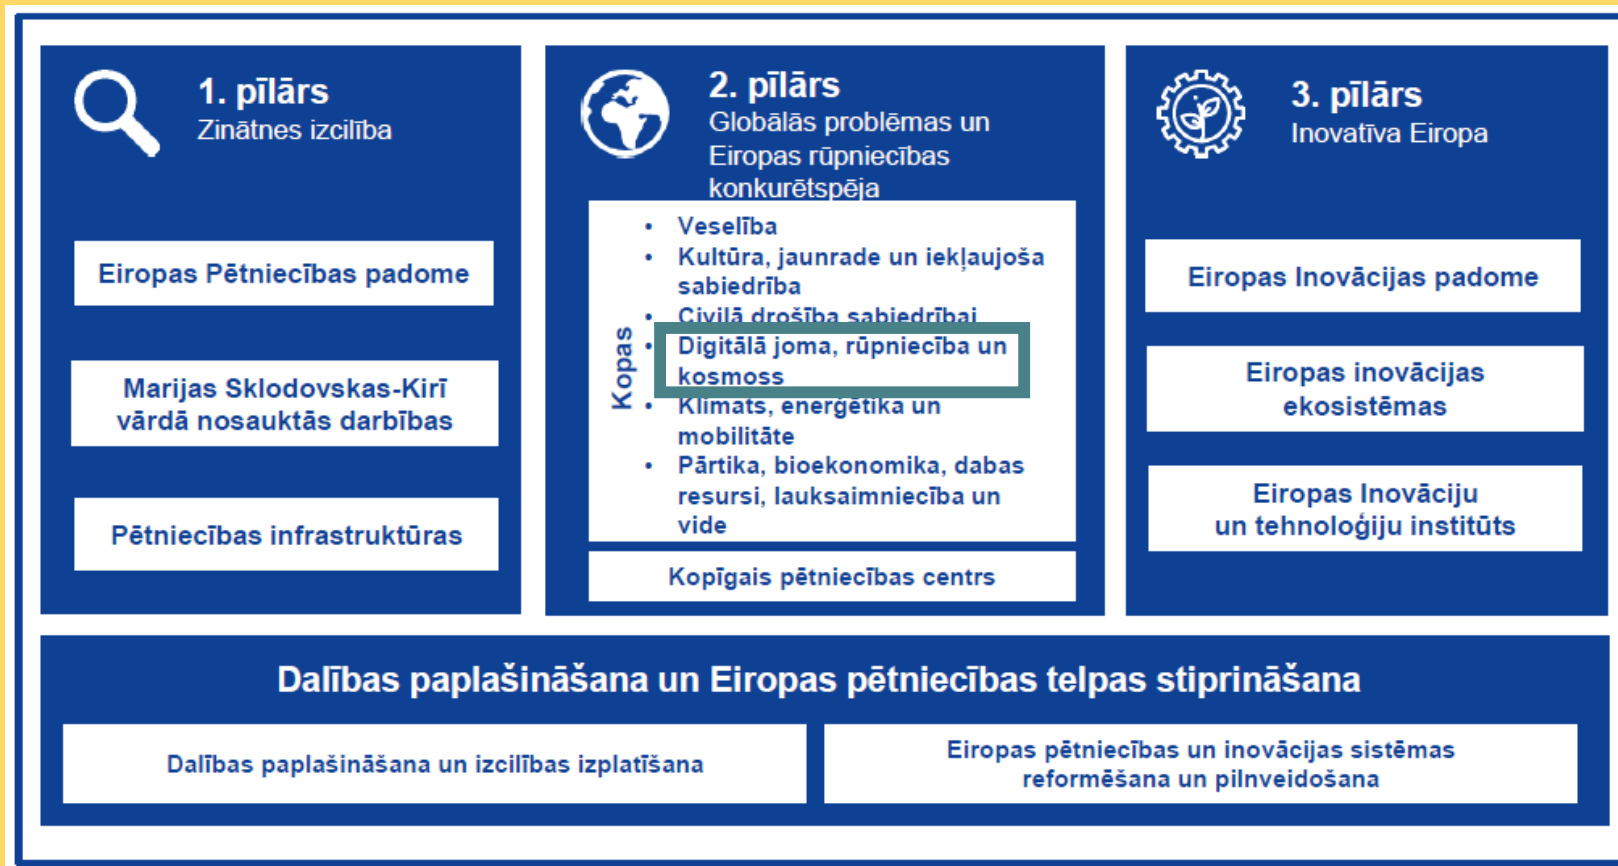 1. pīlārs
Zinātnes izcilība
Eiropas Pētniecības padome
Marijas Sklodovskas-Kirī
vārdā nosauktās darbības
Pētniecības infrastruktūras
2. pīlārs
Globālās problēmas un
Eiropas rūpniecības
konkurētspēja
Kopas
• Veselība
• Kultūra, jaunrade un iekļaujoša
sabiedrība
• Civilā drošība sabiedrībai
• Digitālā joma, rūpniecība un
kosmoss
• Klimats, enerģētika un
mobilitāte
• Pārtika, bioekonomika, dabas
resursi, lauksaimniecība un
vide
Kopīgais pētniecības centrs
3. pīlārs
Inovatīva Eiropa
Eiropas Inovācijas padome
Eiropas inovācijas
ekosistēmas
Eiropas Inovāciju
un tehnoloģiju institūts
Dalības paplašināšana un Eiropas pētniecības telpas stiprināšana
Dalības paplašināšana un izcilības izplatīšana
Eiropas pētniecības un inovācijas sistēmas
reformēšana un pilnveidošana